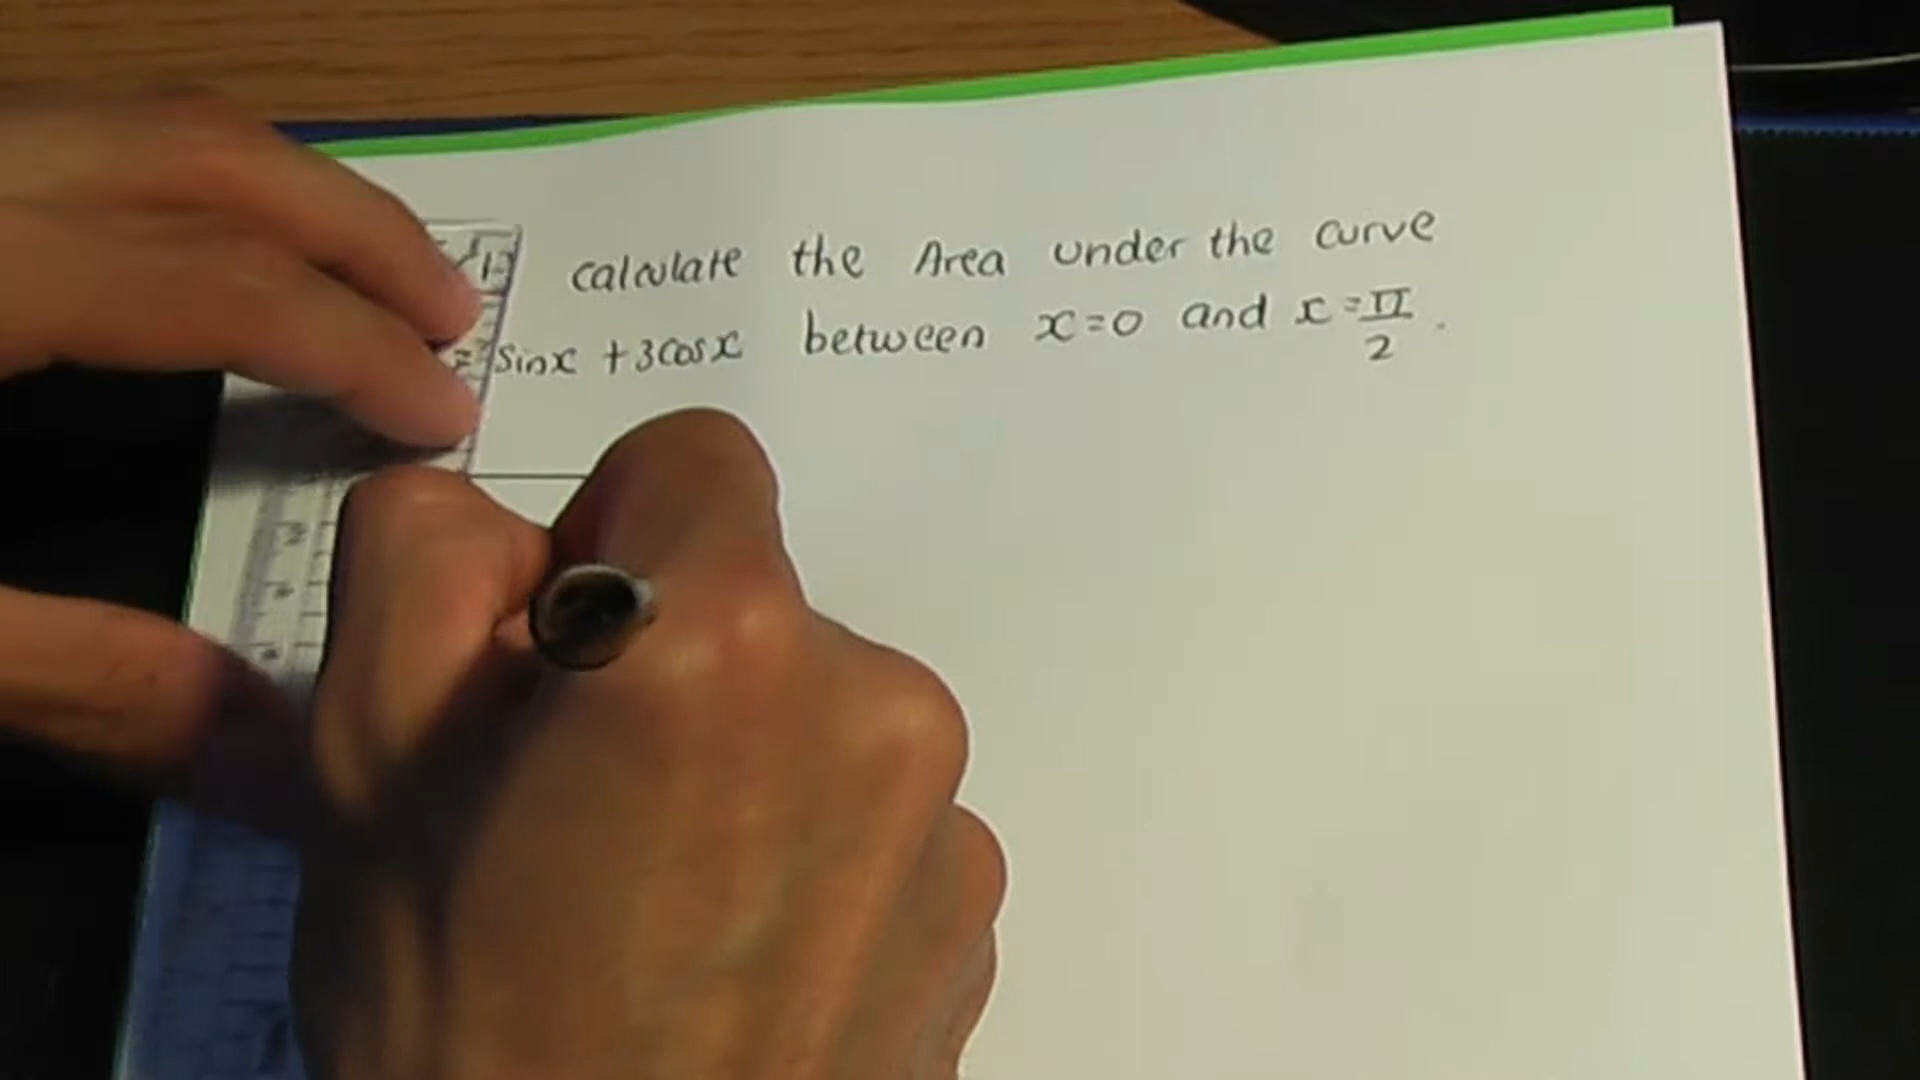 calculate the Area under the curve
= Sinx + 3cosx between x=0 and x=π/2.